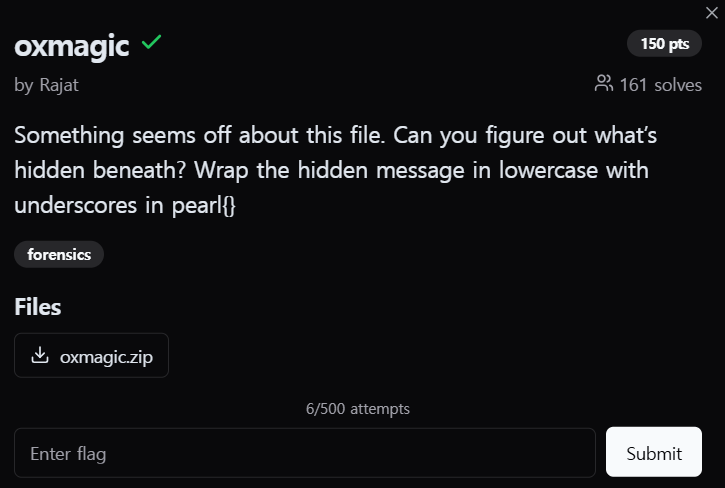 oxmagic
150 pts
by Rajat
161 solves
Something seems off about this file. Can you figure out what's
hidden beneath? Wrap the hidden message in lowercase with
underscores in pearl{}
forensics
Files
oxmagic.zip
6/500 attempts
Enter flag
Submit